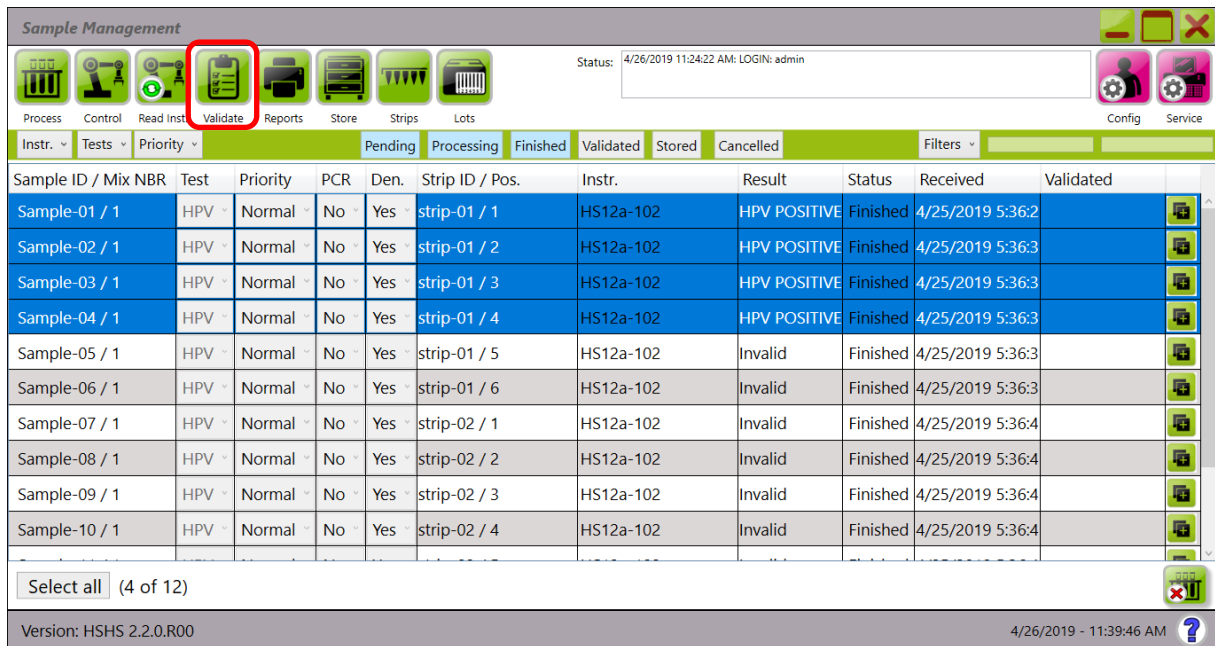 Sample Management
Status: 4/26/2019 11:24:22 AM: LOGIN: admin
Process Control Read Inst Validate Reports Store Strips Lots Config Service
Instr. Tests Priority Pending Processing Finished Validated Stored Cancelled Filters
Sample ID / Mix NBR Test Priority PCR Den. Strip ID / Pos. Instr. Result Status Received Validated
Sample-01 / 1 HPV Normal No Yes strip-01 / 1 HS12a-102 HPV POSITIVE Finished 4/25/2019 5:36:2
Sample-02 / 1 HPV Normal No Yes strip-01 / 2 HS12a-102 HPV POSITIVE Finished 4/25/2019 5:36:3
Sample-03 / 1 HPV Normal No Yes strip-01 / 3 HS12a-102 HPV POSITIVE Finished 4/25/2019 5:36:3
Sample-04 / 1 HPV Normal No Yes strip-01 / 4 HS12a-102 HPV POSITIVE Finished 4/25/2019 5:36:3
Sample-05 / 1 HPV Normal No Yes strip-01 / 5 HS12a-102 Invalid Finished 4/25/2019 5:36:3
Sample-06 / 1 HPV Normal No Yes strip-01 / 6 HS12a-102 Invalid Finished 4/25/2019 5:36:3
Sample-07 / 1 HPV Normal No Yes strip-02 / 1 HS12a-102 Invalid Finished 4/25/2019 5:36:4
Sample-08 / 1 HPV Normal No Yes strip-02 / 2 HS12a-102 Invalid Finished 4/25/2019 5:36:4
Sample-09 / 1 HPV Normal No Yes strip-02 / 3 HS12a-102 Invalid Finished 4/25/2019 5:36:4
Sample-10 / 1 HPV Normal No Yes strip-02 / 4 HS12a-102 Invalid Finished 4/25/2019 5:36:4
Select all (4 of 12)
Version: HSHS 2.2.0.R00 4/26/2019 - 11:39:46 AM ?